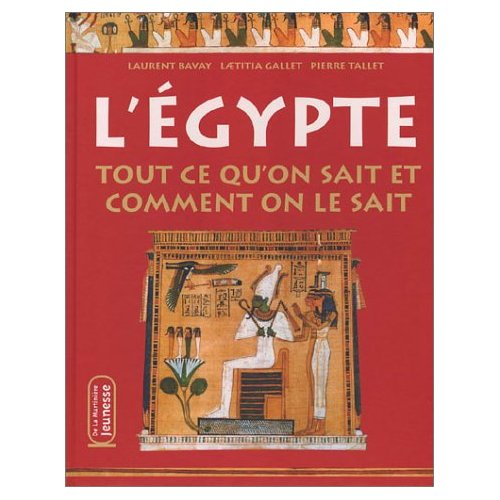 LAURENT BAVAY LÆTITIA GALLET PIERRE TALLET
L'ÉGYPTE
TOUT CE QU'ON SAIT ET
COMMENT ON LE SAIT
De La Martinière
Jeunesse